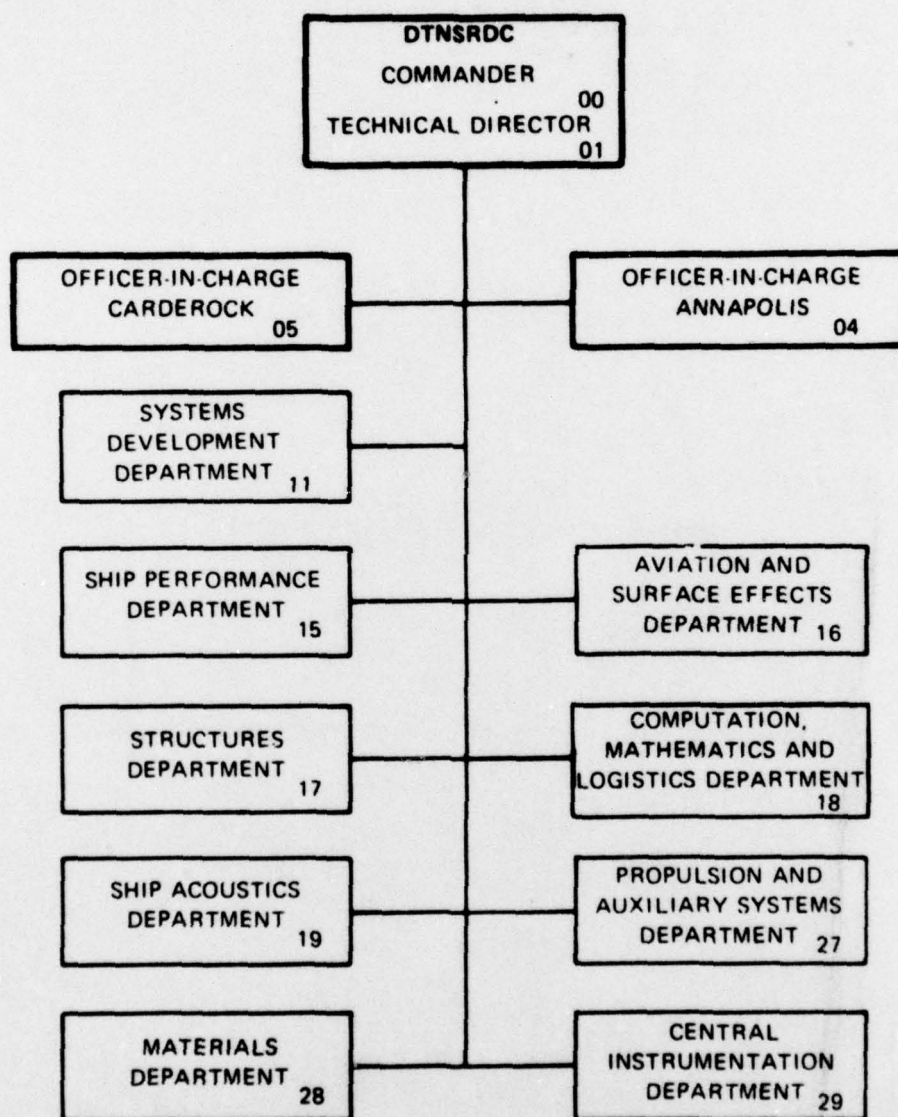 DTNSRDC
COMMANDER
00
TECHNICAL DIRECTOR
01
OFFICER-IN-CHARGE
CARDEROCK
05
OFFICER-IN-CHARGE
ANNAPOLIS
04
SYSTEMS
DEVELOPMENT
DEPARTMENT
11
SHIP PERFORMANCE
DEPARTMENT
15
AVIATION AND
SURFACE EFFECTS
DEPARTMENT
16
STRUCTURES
DEPARTMENT
17
COMPUTATION,
MATHEMATICS AND
LOGISTICS DEPARTMENT
18
SHIP ACOUSTICS
DEPARTMENT
19
PROPULSION AND
AUXILIARY SYSTEMS
DEPARTMENT
27
MATERIALS
DEPARTMENT
28
CENTRAL
INSTRUMENTATION
DEPARTMENT
29